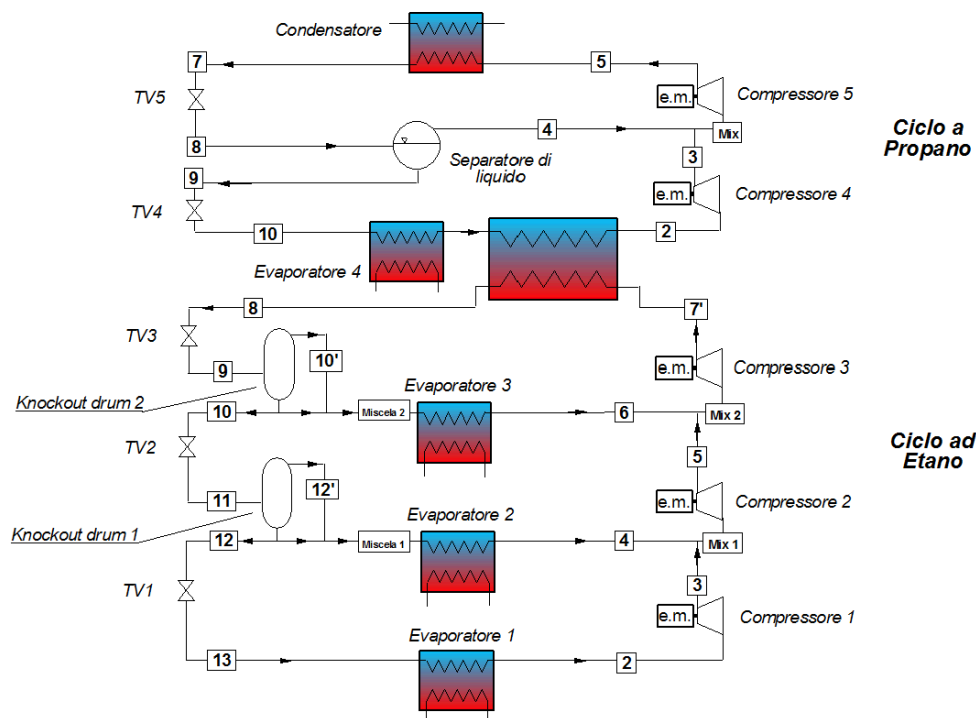 Condensatore
7
5
TV5
e.m.
Compressore 5
8
4
Mix
Ciclo a
Propano
Separatore di
liquido
3
9
TV4
e.m.
Compressore 4
10
2
Evaporatore 4
8
7'
TV3
9
10'
e.m.
Compressore 3
Knockout drum 2
Evaporatore 3
10
Miscela 2
6
Mix 2
TV2
5
Ciclo ad
Etano
11
12'
e.m.
Compressore 2
Knockout drum 1
Evaporatore 2
12
Miscela 1
4
Mix 1
TV1
3
e.m.
Compressore 1
Evaporatore 1
13
2